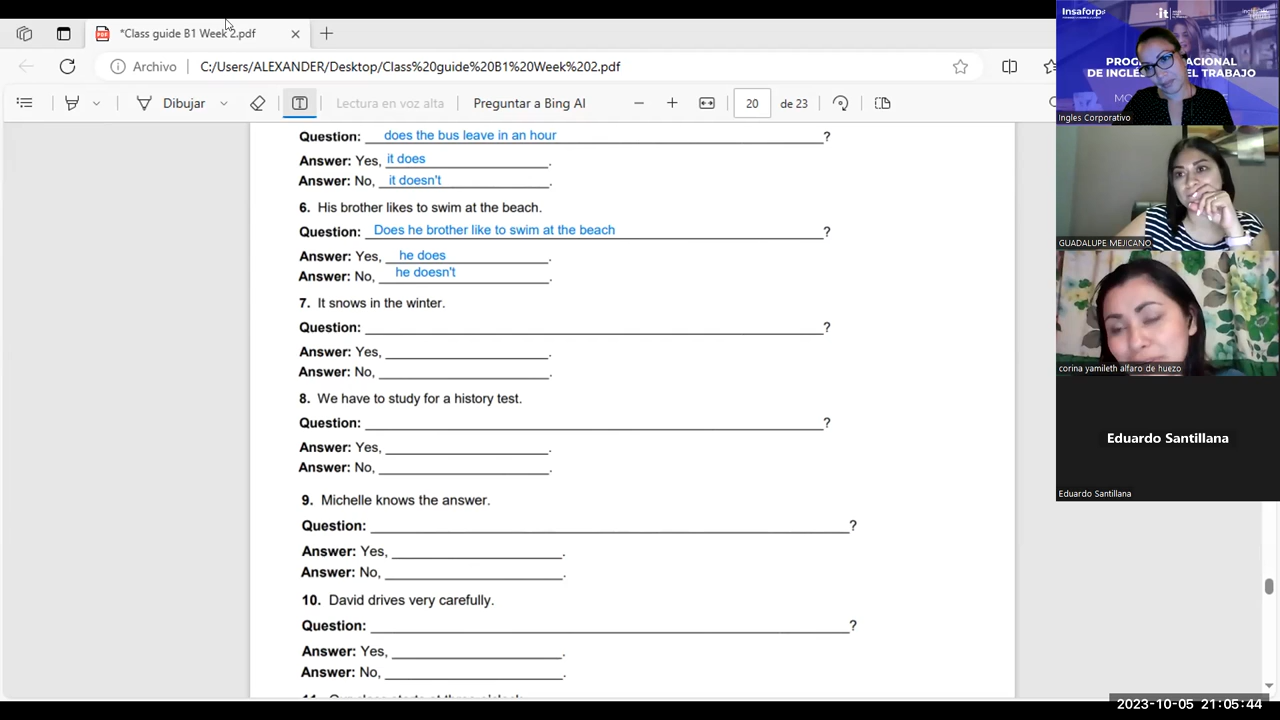 *Class guide B1 Week 2.pdf
Archivo C:/Users/ALEXANDER/Desktop/Class%20guide%20B1%20Week%202.pdf
Dibujar Lectura en voz alta Preguntar a Bing AI 20 de 23
Question: does the bus leave in an hour ?
Answer: Yes, it does .
Answer: No, it doesn't .
6. His brother likes to swim at the beach.
Question: Does he brother like to swim at the beach ?
Answer: Yes, he does .
Answer: No, he doesn't .
7. It snows in the winter.
Question: ?
Answer: Yes, .
Answer: No, .
8. We have to study for a history test.
Question: ?
Answer: Yes, .
Answer: No, .
9. Michelle knows the answer.
Question: ?
Answer: Yes, .
Answer: No, .
10. David drives very carefully.
Question: ?
Answer: Yes, .
Answer: No, .
Insaforp
Ingles Corporativo
GUADALUPE MEJICANO
corina yamileth alfaro de huezo
Eduardo Santillana
Eduardo Santillana
2023-10-05 21:05:44